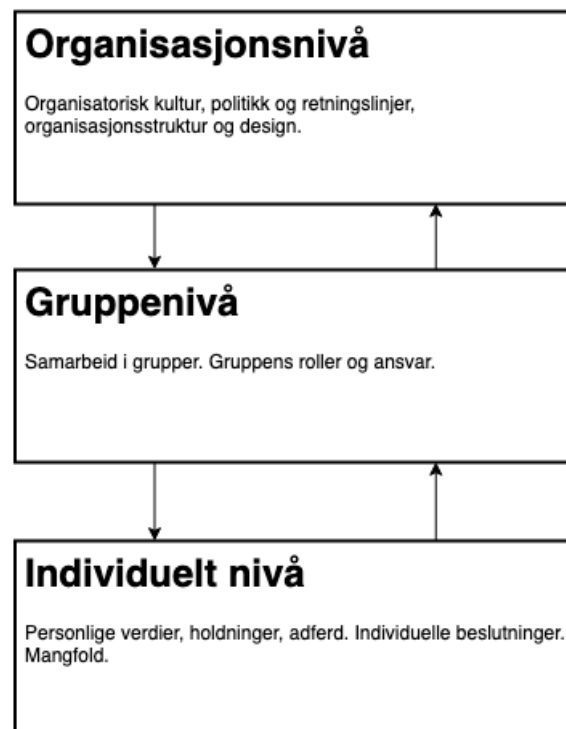 Organisasjonsnivå
Organisatorisk kultur, politikk og retningslinjer,
organisasjonsstruktur og design.
Gruppenivå
Samarbeid i grupper. Gruppens roller og ansvar.
Individuelt nivå
Personlige verdier, holdninger, adferd. Individuelle beslutninger.
Mangfold.